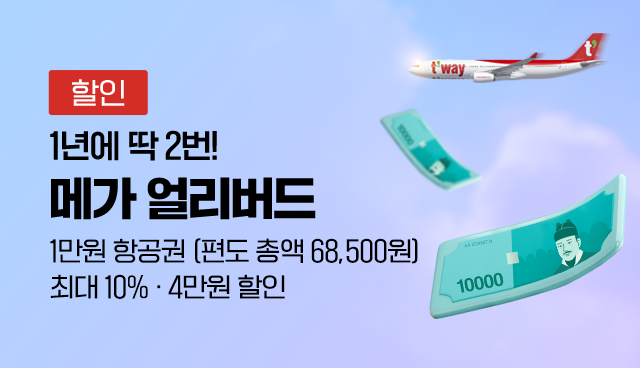 할인
1년에 딱 2번!
메가 얼리버드
1만원 항공권 (편도 총액 68,500원)
최대 10% · 4만원 할인
t'way
t'
10000
10000